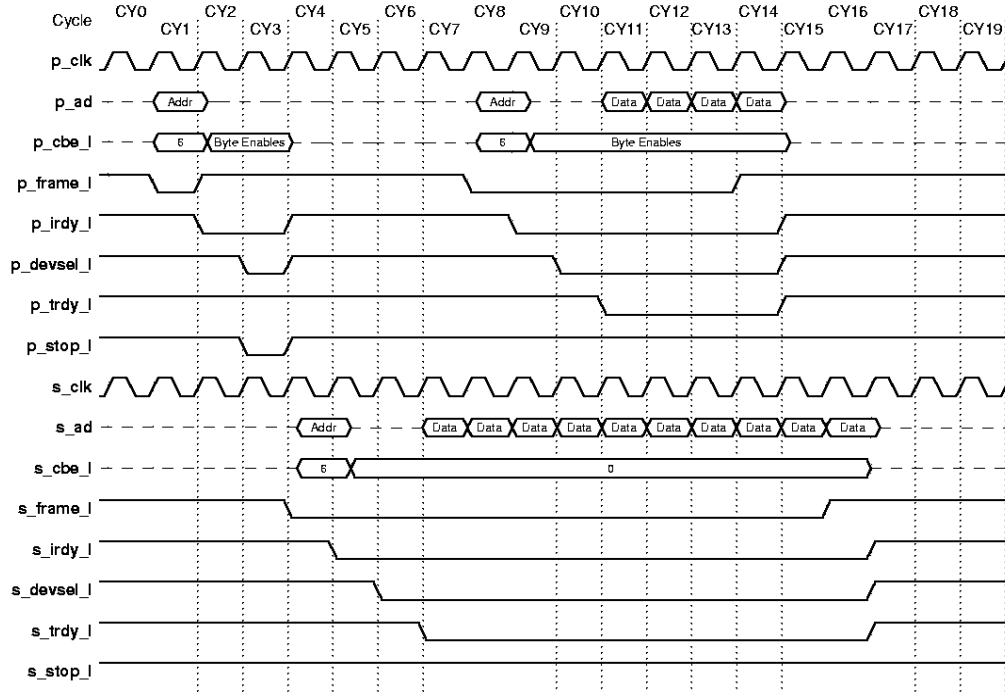 CY0 CY2 CY4 CY6 CY8 CY10 CY12 CY14 CY16 CY18
Cycle CY1 CY3 CY5 CY7 CY9 CY11 CY13 CY15 CY17 CY19
p_clk
p_ad Addr Addr Data Data Data Data
p_cbe_l 6 Byte Enables 6 Byte Enables
p_frame_l
p_irdy_l
p_devsel_l
p_trdy_l
p_stop_l
s_clk
s_ad Addr Data Data Data Data Data Data Data Data Data Data
s_cbe_l 6 0
s_frame_l
s_irdy_l
s_devsel_l
s_trdy_l
s_stop_l